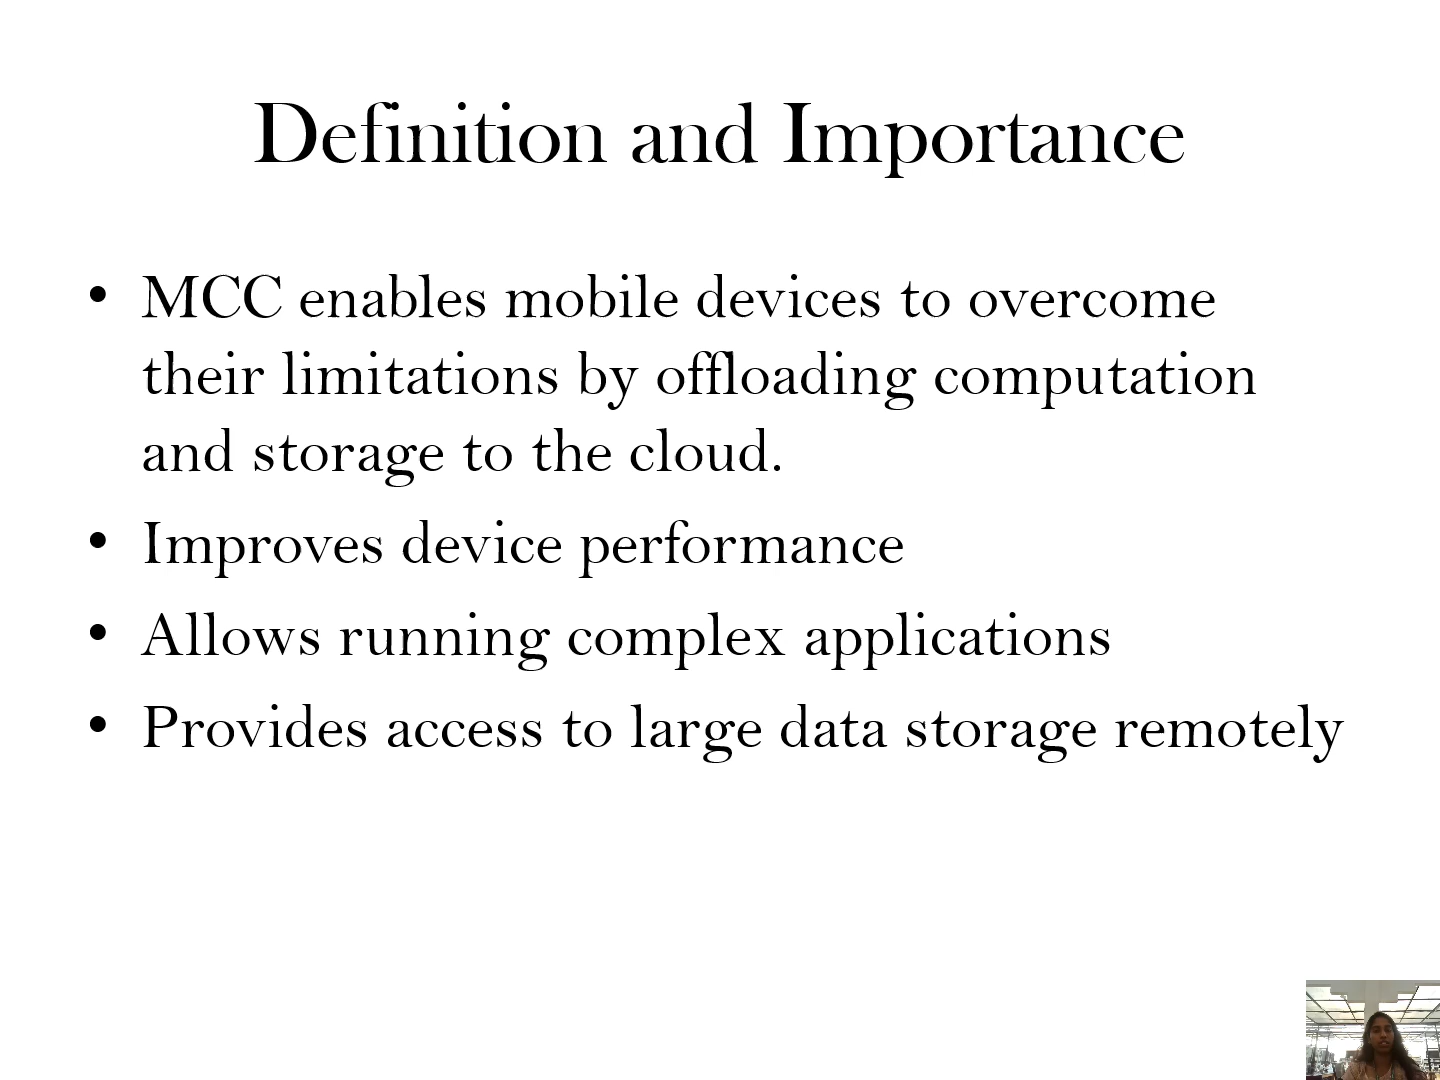 Definition and Importance
• MCC enables mobile devices to overcome
their limitations by offloading computation
and storage to the cloud.
• Improves device performance
• Allows running complex applications
• Provides access to large data storage remotely